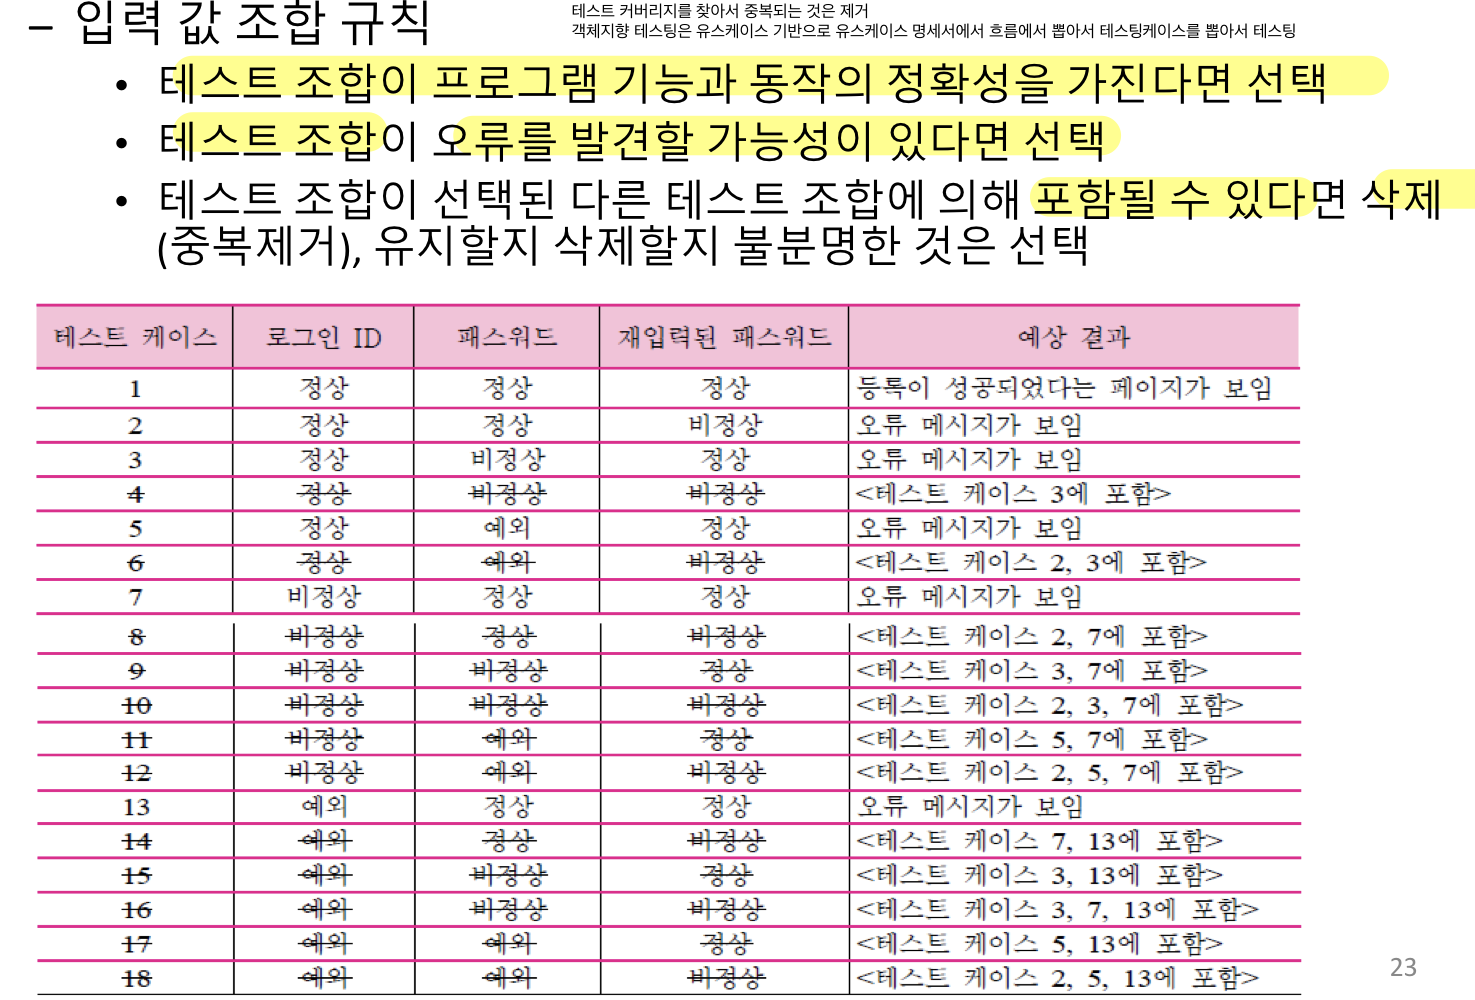 – 입력 값 조합 규칙
테스트 커버리지를 찾아서 중복되는 것은 제거
객체지향 테스팅은 유스케이스 기반으로 유스케이스 명세서에서 흐름에서 뽑아서 테스팅케이스를 뽑아서 테스팅
• 테스트 조합이 프로그램 기능과 동작의 정확성을 가진다면 선택
• 테스트 조합이 오류를 발견할 가능성이 있다면 선택
• 테스트 조합이 선택된 다른 테스트 조합에 의해 포함될 수 있다면 삭제
(중복제거), 유지할지 삭제할지 불분명한 것은 선택
테스트 케이스 로그인 ID 패스워드 재입력된 패스워드 예상 결과
1 정상 정상 정상 등록이 성공되었다는 페이지가 보임
2 정상 정상 비정상 오류 메시지가 보임
3 정상 비정상 정상 오류 메시지가 보임
4 정상 비정상 비정상 <테스트 케이스 3에 포함>
5 정상 예외 정상 오류 메시지가 보임
6 정상 예외 비정상 <테스트 케이스 2, 3에 포함>
7 비정상 정상 정상 오류 메시지가 보임
8 비정상 정상 비정상 <테스트 케이스 2, 7에 포함>
9 비정상 비정상 정상 <테스트 케이스 3, 7에 포함>
10 비정상 비정상 비정상 <테스트 케이스 2, 3, 7에 포함>
11 비정상 예외 정상 <테스트 케이스 5, 7에 포함>
12 비정상 예외 비정상 <테스트 케이스 2, 5, 7에 포함>
13 예외 정상 정상 오류 메시지가 보임
14 예외 정상 비정상 <테스트 케이스 7, 13에 포함>
15 예외 비정상 정상 <테스트 케이스 3, 13에 포함>
16 예외 비정상 비정상 <테스트 케이스 3, 7, 13에 포함>
17 예외 예외 정상 <테스트 케이스 5, 13에 포함>
18 예외 예외 비정상 <테스트 케이스 2, 5, 13에 포함>
23